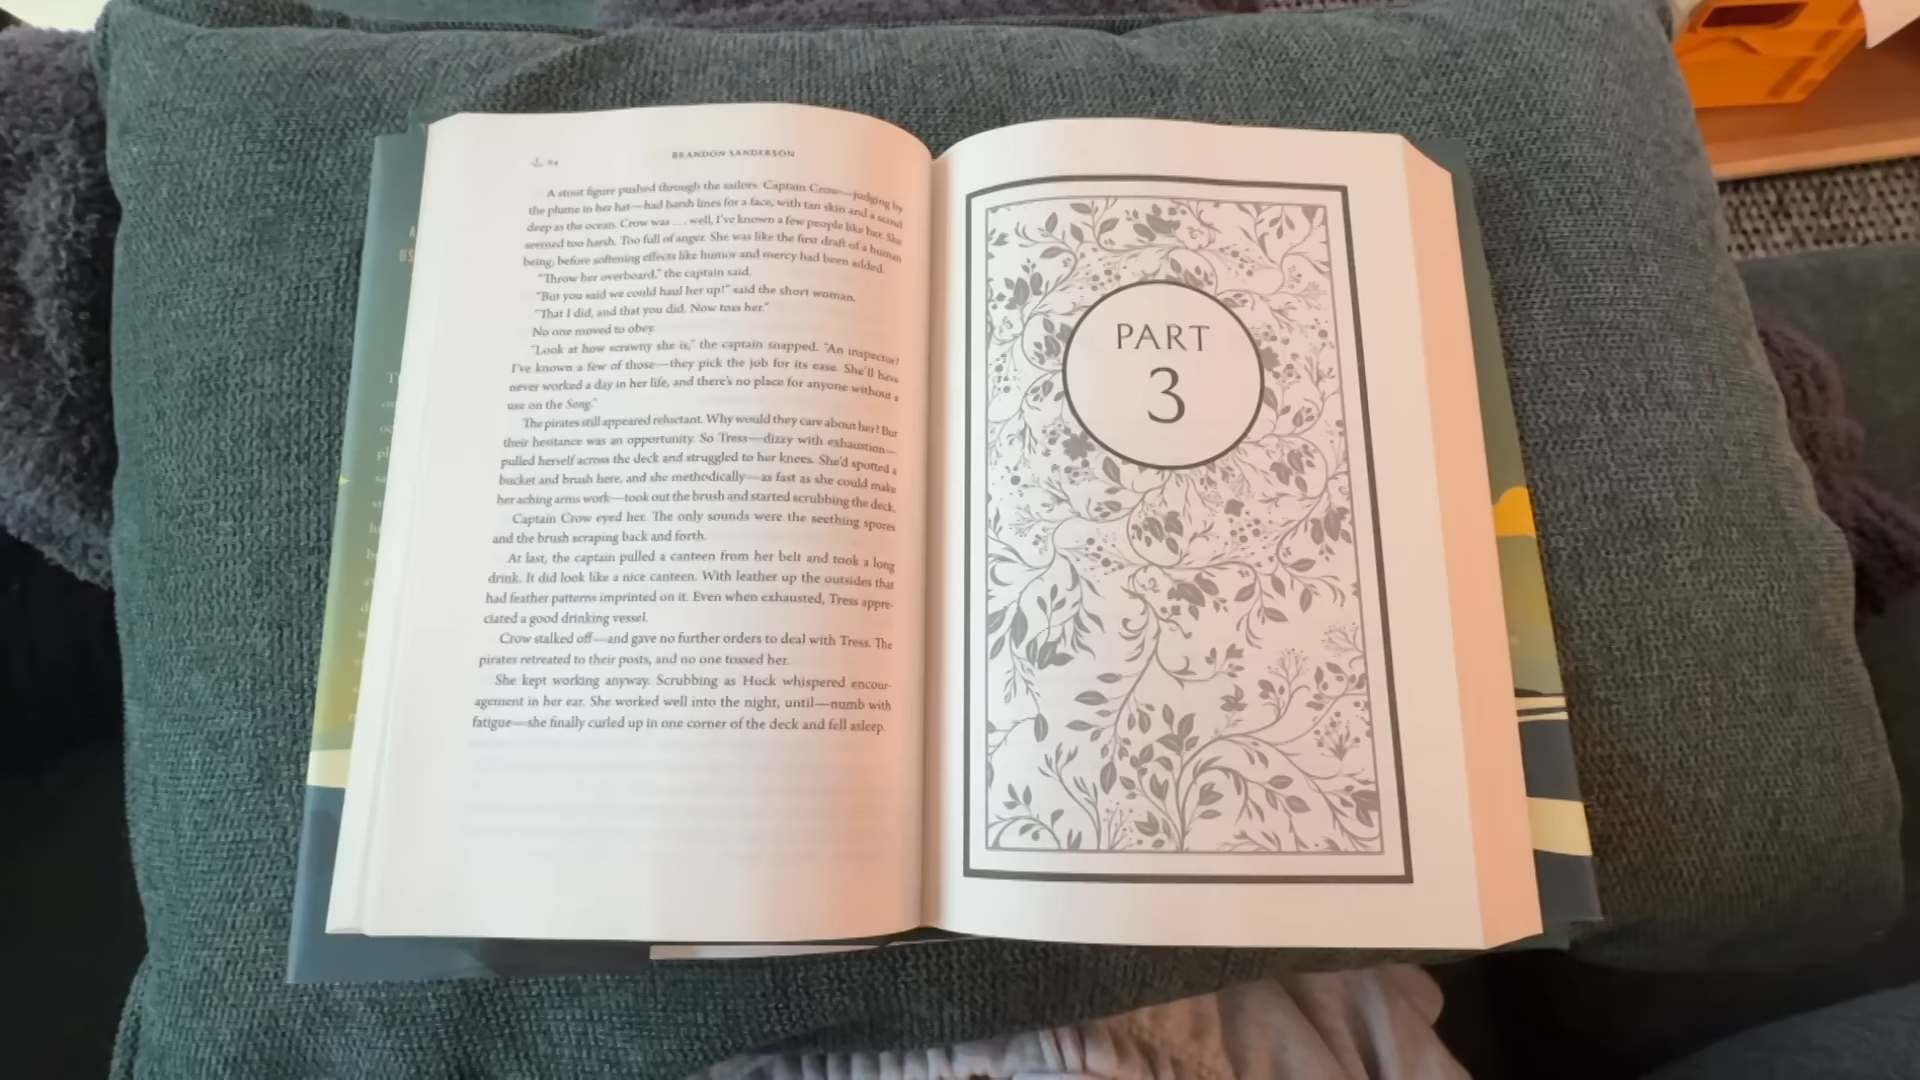 94
BRANDON SANDERSON
A stout figure pushed through the sailors. Captain Crow—judging by
the plume in her hat—had harsh lines for a face, with tan skin and a scowl
deep as the ocean. Crow was . . . well, I've known a few people like her. She
seemed too harsh. Too full of anger. She was like the first draft of a human
being, before softening effects like humor and mercy had been added.
"Throw her overboard," the captain said.
"But you said we could haul her up!" said the short woman.
"That I did, and that you did. Now toss her."
No one moved to obey.
"Look at how scrawny she is," the captain snapped. "An inspector?
I've known a few of those—they pick the job for its ease. She'll have
never worked a day in her life, and there's no place for anyone without a
use on the Song."
The pirates still appeared reluctant. Why would they care about her? But
their hesitance was an opportunity. So Tress—dizzy with exhaustion—
pulled herself across the deck and struggled to her knees. She'd spotted a
bucket and brush here, and she methodically—as fast as she could make
her aching arms work—took out the brush and started scrubbing the deck.
Captain Crow eyed her. The only sounds were the seething spores
and the brush scraping back and forth.
At last, the captain pulled a canteen from her belt and took a long
drink. It did look like a nice canteen. With leather up the outsides that
had feather patterns imprinted on it. Even when exhausted, Tress appre-
ciated a good drinking vessel.
Crow stalked off—and gave no further orders to deal with Tress. The
pirates retreated to their posts, and no one tossed her.
She kept working anyway. Scrubbing as Huck whispered encour-
agement in her ear. She worked well into the night, until—numb with
fatigue—she finally curled up in one corner of the deck and fell asleep.
PART
3